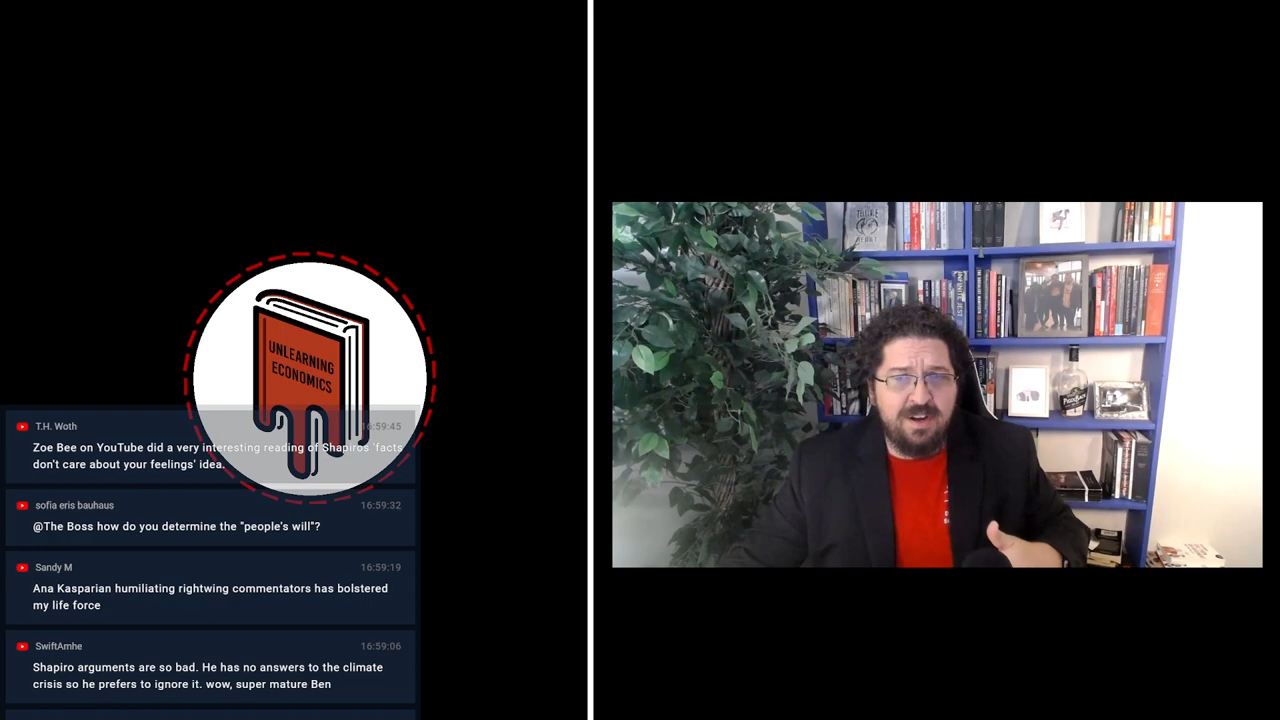 UNLEARNING
ECONOMICS
T.H. Woth
16:59:45
Zoe Bee on YouTube did a very interesting reading of Shapiros 'facts
don't care about your feelings' idea.
sofia eris bauhaus
16:59:32
@The Boss how do you determine the "people's will"?
Sandy M
16:59:19
Ana Kasparian humiliating rightwing commentators has bolstered
my life force
SwiftAmhe
16:59:06
Shapiro arguments are so bad. He has no answers to the climate
crisis so he prefers to ignore it. wow, super mature Ben
INFINITE JEST